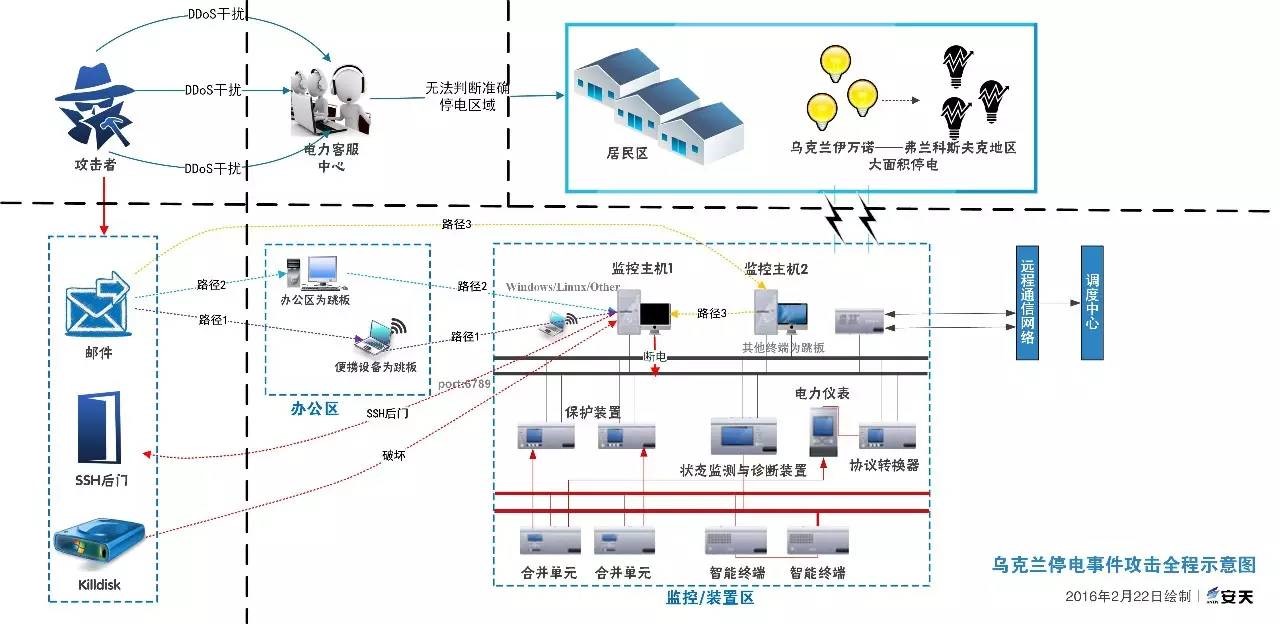 DDoS干扰
DDoS干扰
DDoS干扰
攻击者
电力客服
中心
无法判断准确
停电区域
居民区
乌克兰伊万诺——弗兰科斯夫克地区
大面积停电
路径3
监控主机1
监控主机2
路径2
办公区为跳板
路径2
Windows/Linux/Other
路径1
路径1
路径3
邮件
便携设备为跳板
断电
其他终端为跳板
远程通信网络
调度中心
port:6789
办公区
SSH后门
保护装置
电力仪表
破坏
SSH后门
状态监测与诊断装置
协议转换器
Killdisk
合并单元
合并单元
智能终端
智能终端
监控/装置区
乌克兰停电事件攻击全程示意图
2016年2月22日绘制
安天